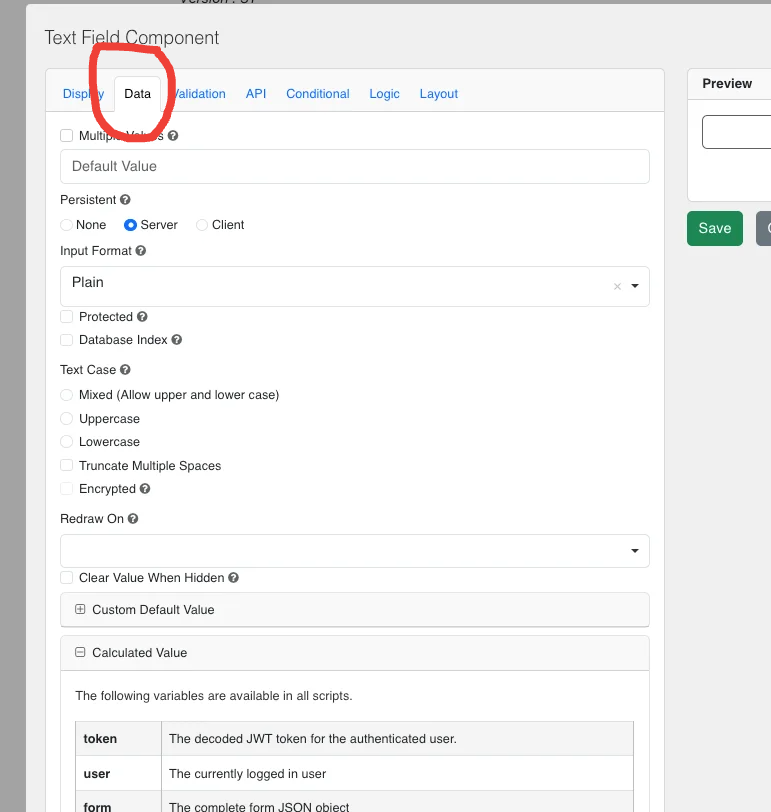 Version : 31
Text Field Component
Display Data Validation API Conditional Logic Layout
Preview
Multiple Values
Default Value
Persistent
None Server Client
Save
Input Format
Plain
Protected
Database Index
Text Case
Mixed (Allow upper and lower case)
Uppercase
Lowercase
Truncate Multiple Spaces
Encrypted
Redraw On
Clear Value When Hidden
Custom Default Value
Calculated Value
The following variables are available in all scripts.
token The decoded JWT token for the authenticated user.
user The currently logged in user
form The complete form JSON object